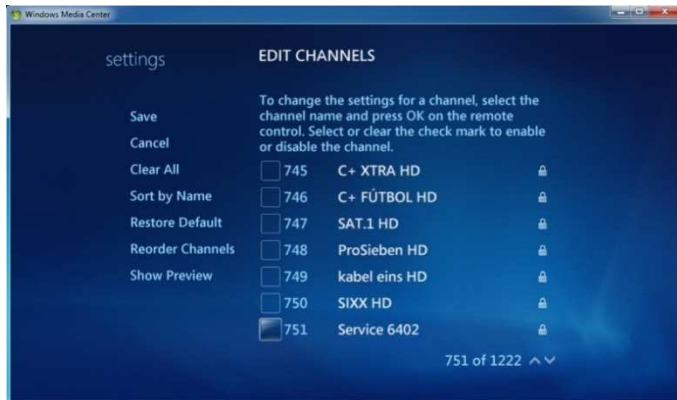 Windows Media Center
settings
EDIT CHANNELS
To change the settings for a channel, select the
channel name and press OK on the remote
control. Select or clear the check mark to enable
or disable the channel.
Save
Cancel
Clear All
Sort by Name
Restore Default
Reorder Channels
Show Preview
745 C+ XTRA HD
746 C+ FÚTBOL HD
747 SAT.1 HD
748 ProSieben HD
749 kabel eins HD
750 SIXX HD
751 Service 6402
751 of 1222